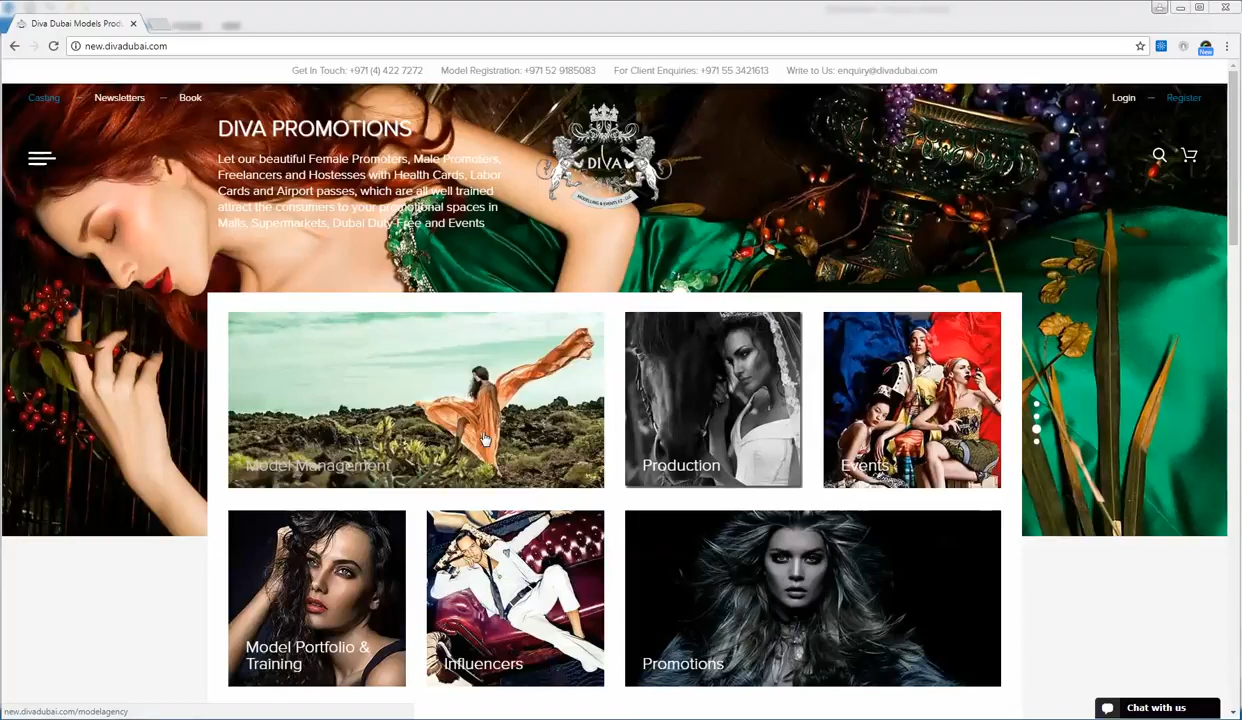 Diva Dubai Models Prod
new.divadubai.com
New
Get In Touch: +971 (4) 422 7272 Model Registration: +971 52 9185083 For Client Enquiries: +971 55 3421613 Write to Us: enquiry@divadubai.com
Casting — Newsletters — Book
Login — Register
DIVA PROMOTIONS
Let our beautiful Female Promoters, Male Promoters,
Freelancers and Hostesses with Health Cards, Labor
Cards and Airport passes, which are all well trained
attract the consumers to your promotional spaces in
Malls, Supermarkets, Dubai Duty-Free and Events
DIVA
Model Management
Production
Events
Model Portfolio &
Training
Influencers
Promotions
new.divadubai.com/modelagency
Chat with us